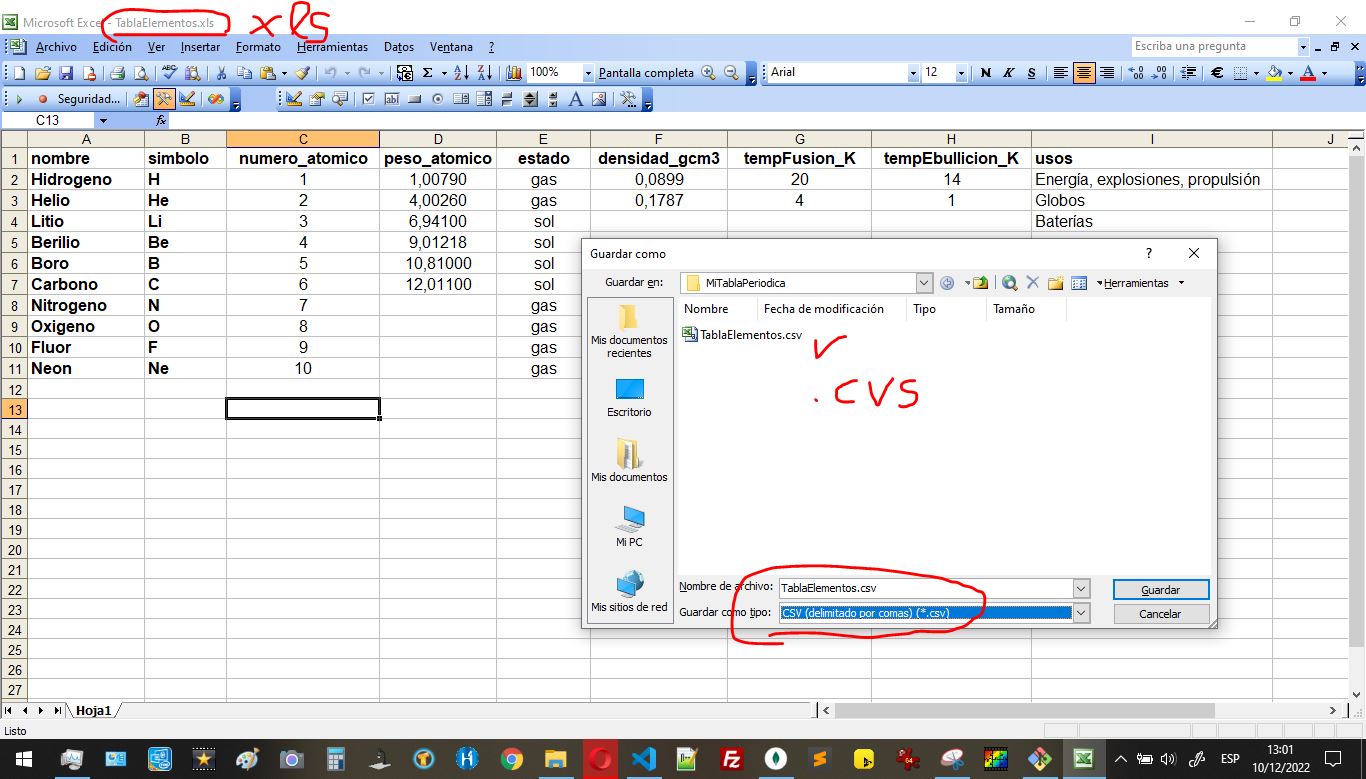 Microsoft Excel - TablaElementos.xls
xls
Archivo Edición Ver Insertar Formato Herramientas Datos Ventana ?
Escriba una pregunta
100% Pantalla completa Arial 12 N K S
Seguridad...
C13 fx
A B C D E F G H I J
1 nombre simbolo numero_atomico peso_atomico estado densidad_gcm3 tempFusion_K tempEbullicion_K usos
2 Hidrogeno H 1 1,00790 gas 0,0899 20 14 Energía, explosiones, propulsión
3 Helio He 2 4,00260 gas 0,1787 4 1 Globos
4 Litio Li 3 6,94100 sol Baterías
5 Berilio Be 4 9,01218 sol
6 Boro B 5 10,81000 sol
7 Carbono C 6 12,01100 sol
8 Nitrogeno N 7 gas
9 Oxigeno O 8 gas
10 Fluor F 9 gas
11 Neon Ne 10 gas
12
13
14
15
16
17
18
19
20
21
22
23
24
25
26
27
Guardar como
?
Guardar en: MiTablaPeriodica
Herramientas
Nombre Fecha de modificación Tipo Tamaño
TablaElementos.csv
.cvs
Mis documentos
recientes
Escritorio
Mis documentos
Mi PC
Mis sitios de red
Nombre de archivo: TablaElementos.csv
Guardar
Guardar como tipo: CSV (delimitado por comas) (*.csv)
Cancelar
Hoja1
Listo
ESP
13:01
10/12/2022